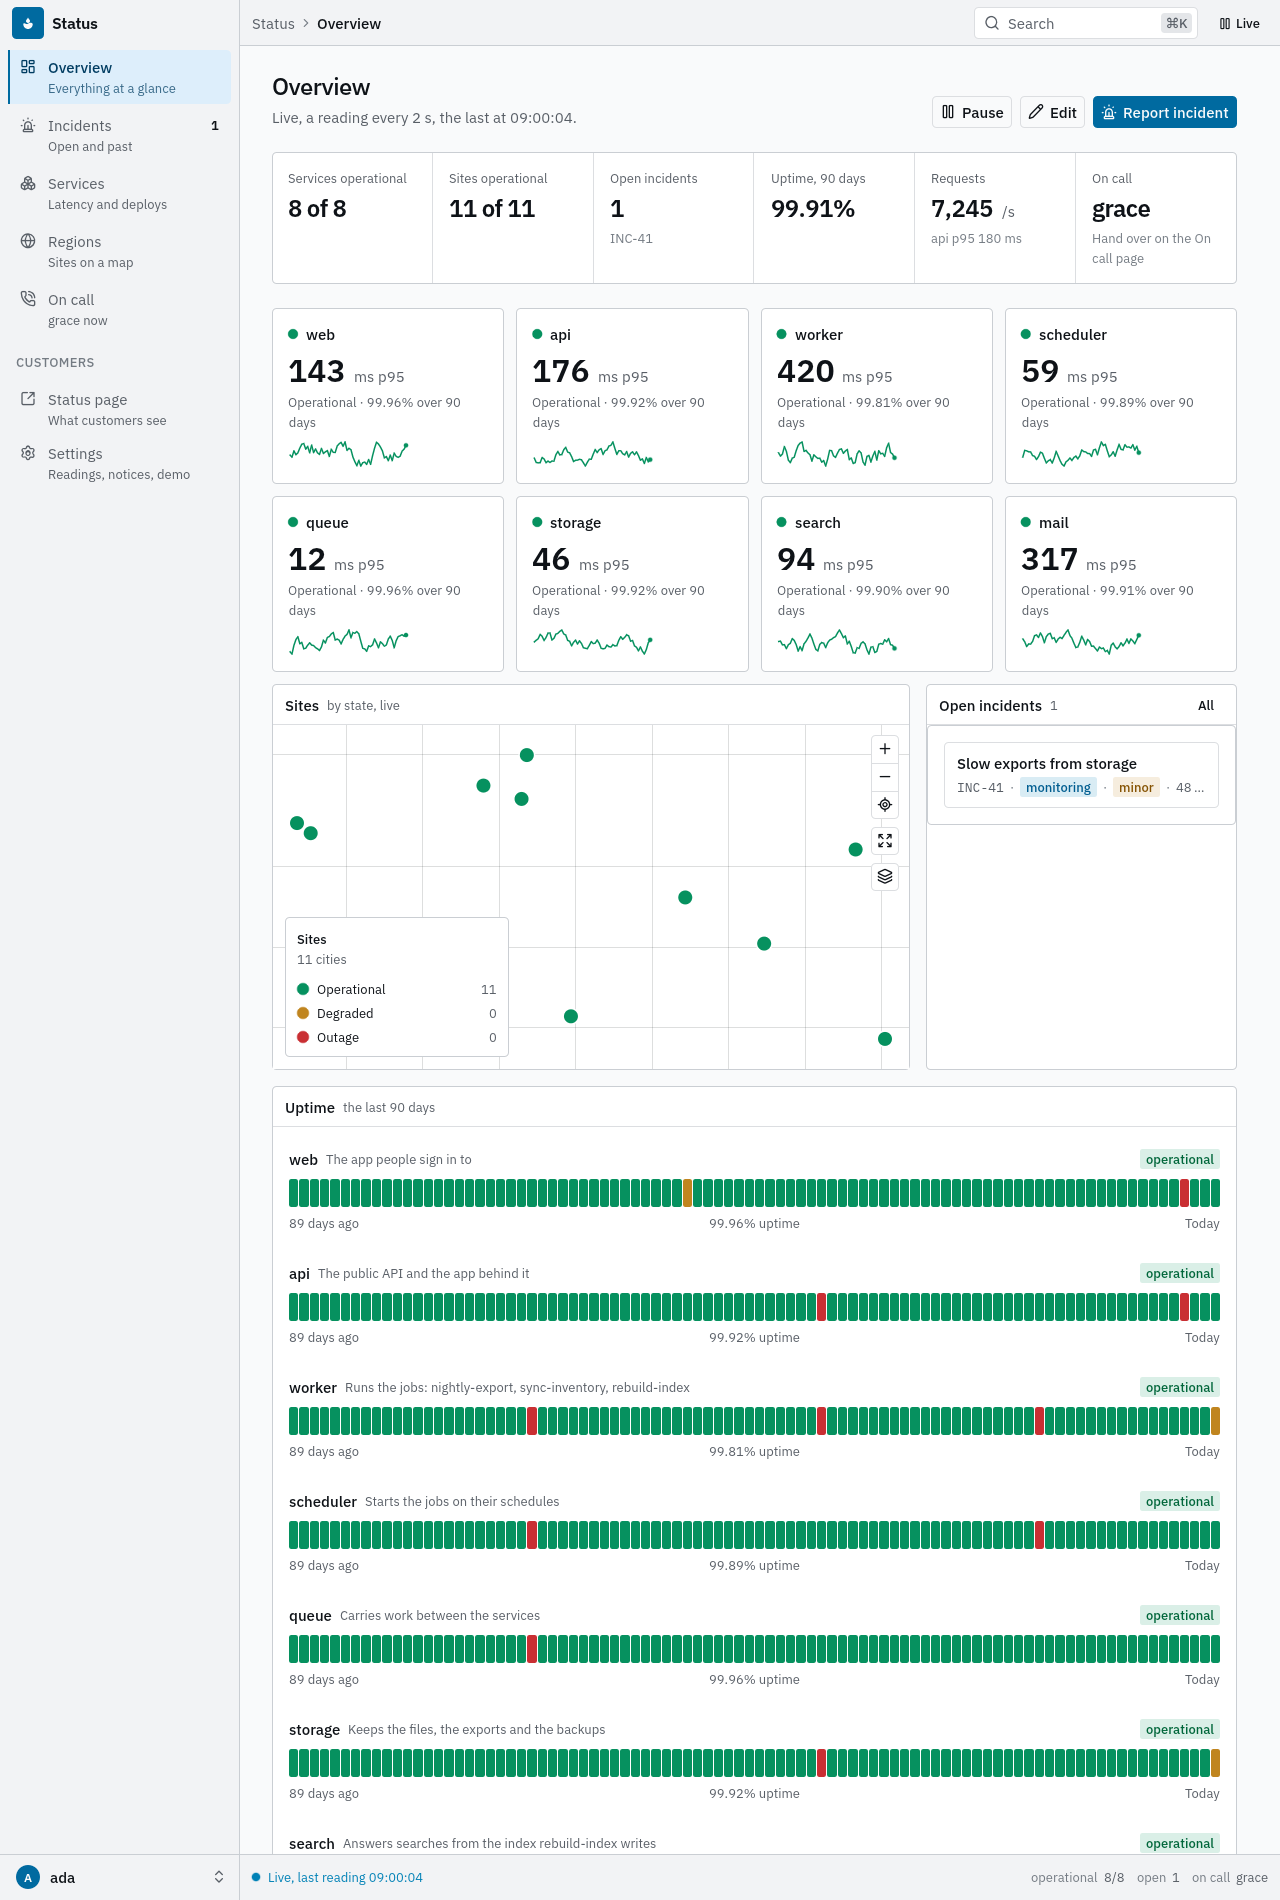 Status
Overview
Everything at a glance
Incidents 1
Open and past
Services
Latency and deploys
Regions
Sites on a map
On call
grace now
CUSTOMERS
Status page
What customers see
Settings
Readings, notices, demo
A ada
Status > Overview
Search ⌘K
Live
Overview
Live, a reading every 2 s, the last at 09:00:04.
Pause
Edit
Report incident
Services operational
8 of 8
Sites operational
11 of 11
Open incidents
1
INC-41
Uptime, 90 days
99.91%
Requests
7,245 /s
api p95 180 ms
On call
grace
Hand over on the On
call page
web
143 ms p95
Operational · 99.96% over 90
days
api
176 ms p95
Operational · 99.92% over 90
days
worker
420 ms p95
Operational · 99.81% over 90
days
scheduler
59 ms p95
Operational · 99.89% over 90
days
queue
12 ms p95
Operational · 99.96% over 90
days
storage
46 ms p95
Operational · 99.92% over 90
days
search
94 ms p95
Operational · 99.90% over 90
days
mail
317 ms p95
Operational · 99.91% over 90
days
Sites by state, live
Sites
11 cities
Operational 11
Degraded 0
Outage 0
Open incidents 1 All
Slow exports from storage
INC-41 · monitoring · minor · 48 ...
Uptime the last 90 days
web The app people sign in to operational
89 days ago 99.96% uptime Today
api The public API and the app behind it operational
89 days ago 99.92% uptime Today
worker Runs the jobs: nightly-export, sync-inventory, rebuild-index operational
89 days ago 99.81% uptime Today
scheduler Starts the jobs on their schedules operational
89 days ago 99.89% uptime Today
queue Carries work between the services operational
89 days ago 99.96% uptime Today
storage Keeps the files, the exports and the backups operational
89 days ago 99.92% uptime Today
search Answers searches from the index rebuild-index writes operational
Live, last reading 09:00:04
operational 8/8 open 1 on call grace